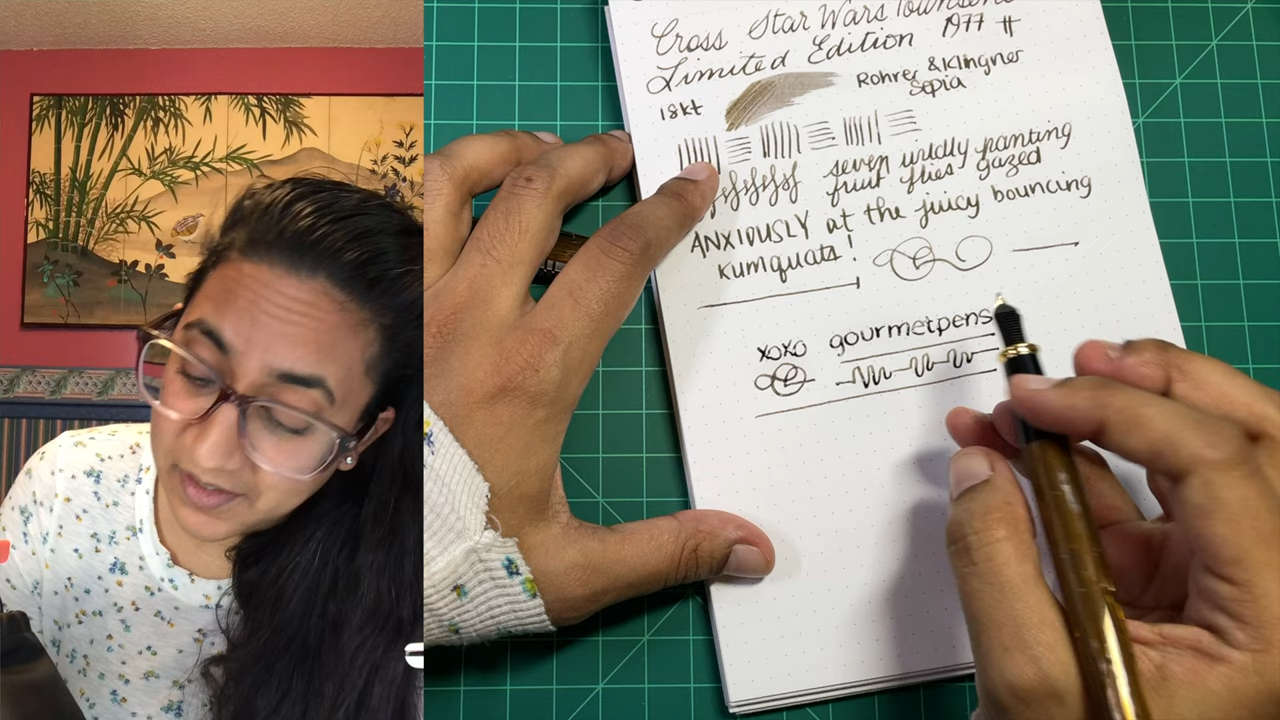 Cross Star Wars Townsend
Limited Edition 1977 #
18kt
Rohrer & Klingner
Sepia
seven wildly panting
fruit flies gazed
ANXIOUSLY at the juicy bouncing
kumquats!
xoxo gourmetpens